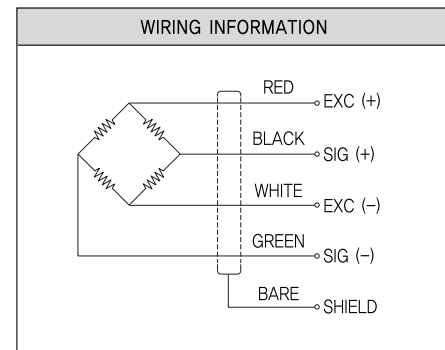 WIRING INFORMATION
RED EXC (+)
BLACK SIG (+)
WHITE EXC (-)
GREEN SIG (-)
BARE SHIELD